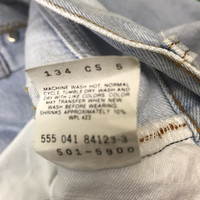 134 CS 5
MACHINE WASH HOT NORMAL
CYCLE TUMBLE DRY WASH AND
DRY WITH LIKE COLORS. COLOR
MAY TRANSFER WHEN NEW
WASH BEFORE WEARING.
SHRINKS APPROXIMATELY 10%
WPL 423
555 041 84123-3
501-5900